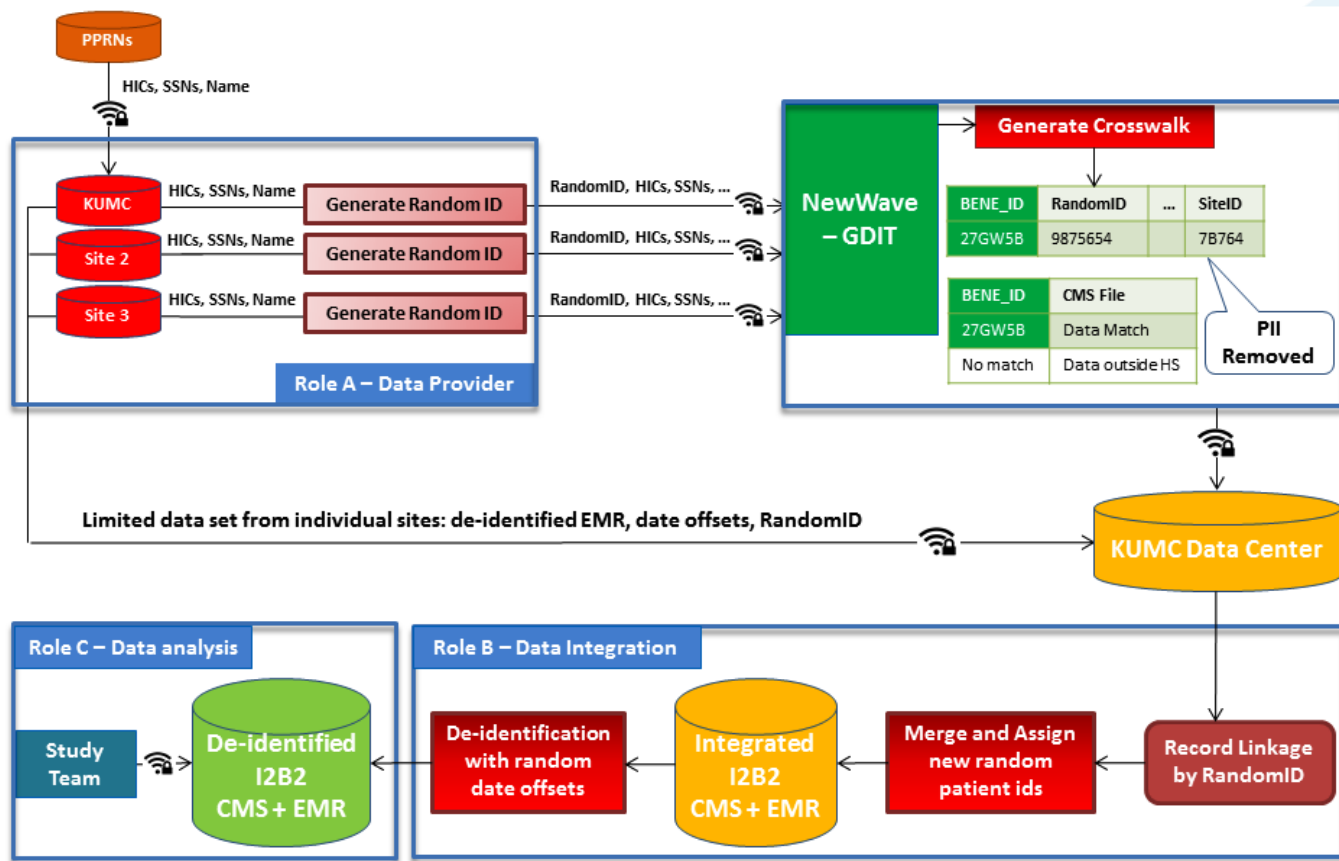 PPRNs
HICs, SSNs, Name
KUMC
HICs, SSNs, Name
Generate Random ID
RandomID, HICs, SSNs, ...
Site 2
HICs, SSNs, Name
Generate Random ID
RandomID, HICs, SSNs, ...
Site 3
HICs, SSNs, Name
Generate Random ID
RandomID, HICs, SSNs, ...
Role A – Data Provider
NewWave
– GDIT
Generate Crosswalk
BENE_ID RandomID ... SiteID
27GW5B 9875654 7B764
BENE_ID CMS File
27GW5B Data Match
No match Data outside HS
PII
Removed
Limited data set from individual sites: de-identified EMR, date offsets, RandomID
KUMC Data Center
Role C – Data analysis
Study
Team
De-identified
I2B2
CMS + EMR
Role B – Data Integration
De-identification
with random
date offsets
Integrated
I2B2
CMS + EMR
Merge and Assign
new random
patient ids
Record Linkage
by RandomID